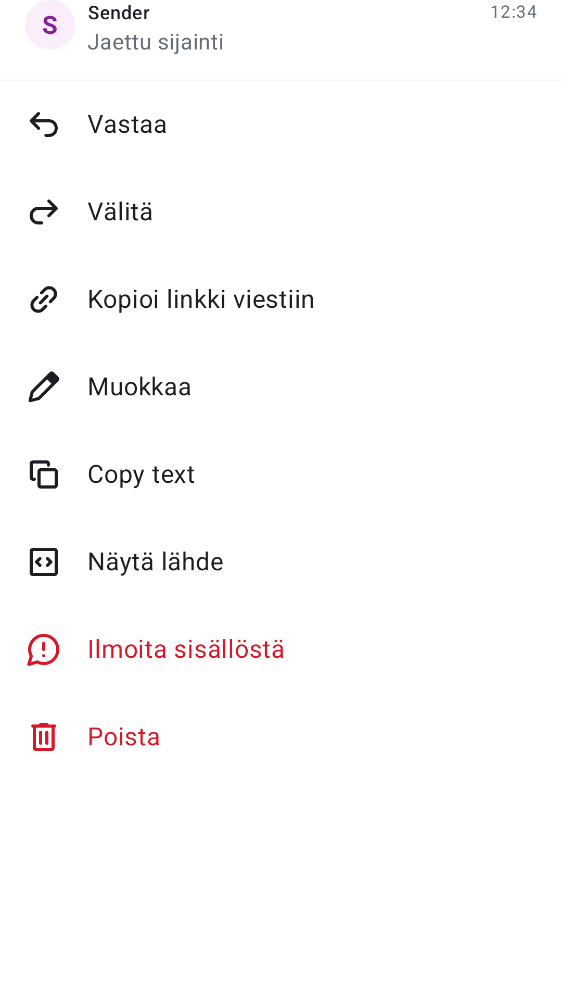 S
Sender
12:34
Jaettu sijainti
Vastaa
Välitä
Kopioi linkki viestiin
Muokkaa
Copy text
Näytä lähde
Ilmoita sisällöstä
Poista